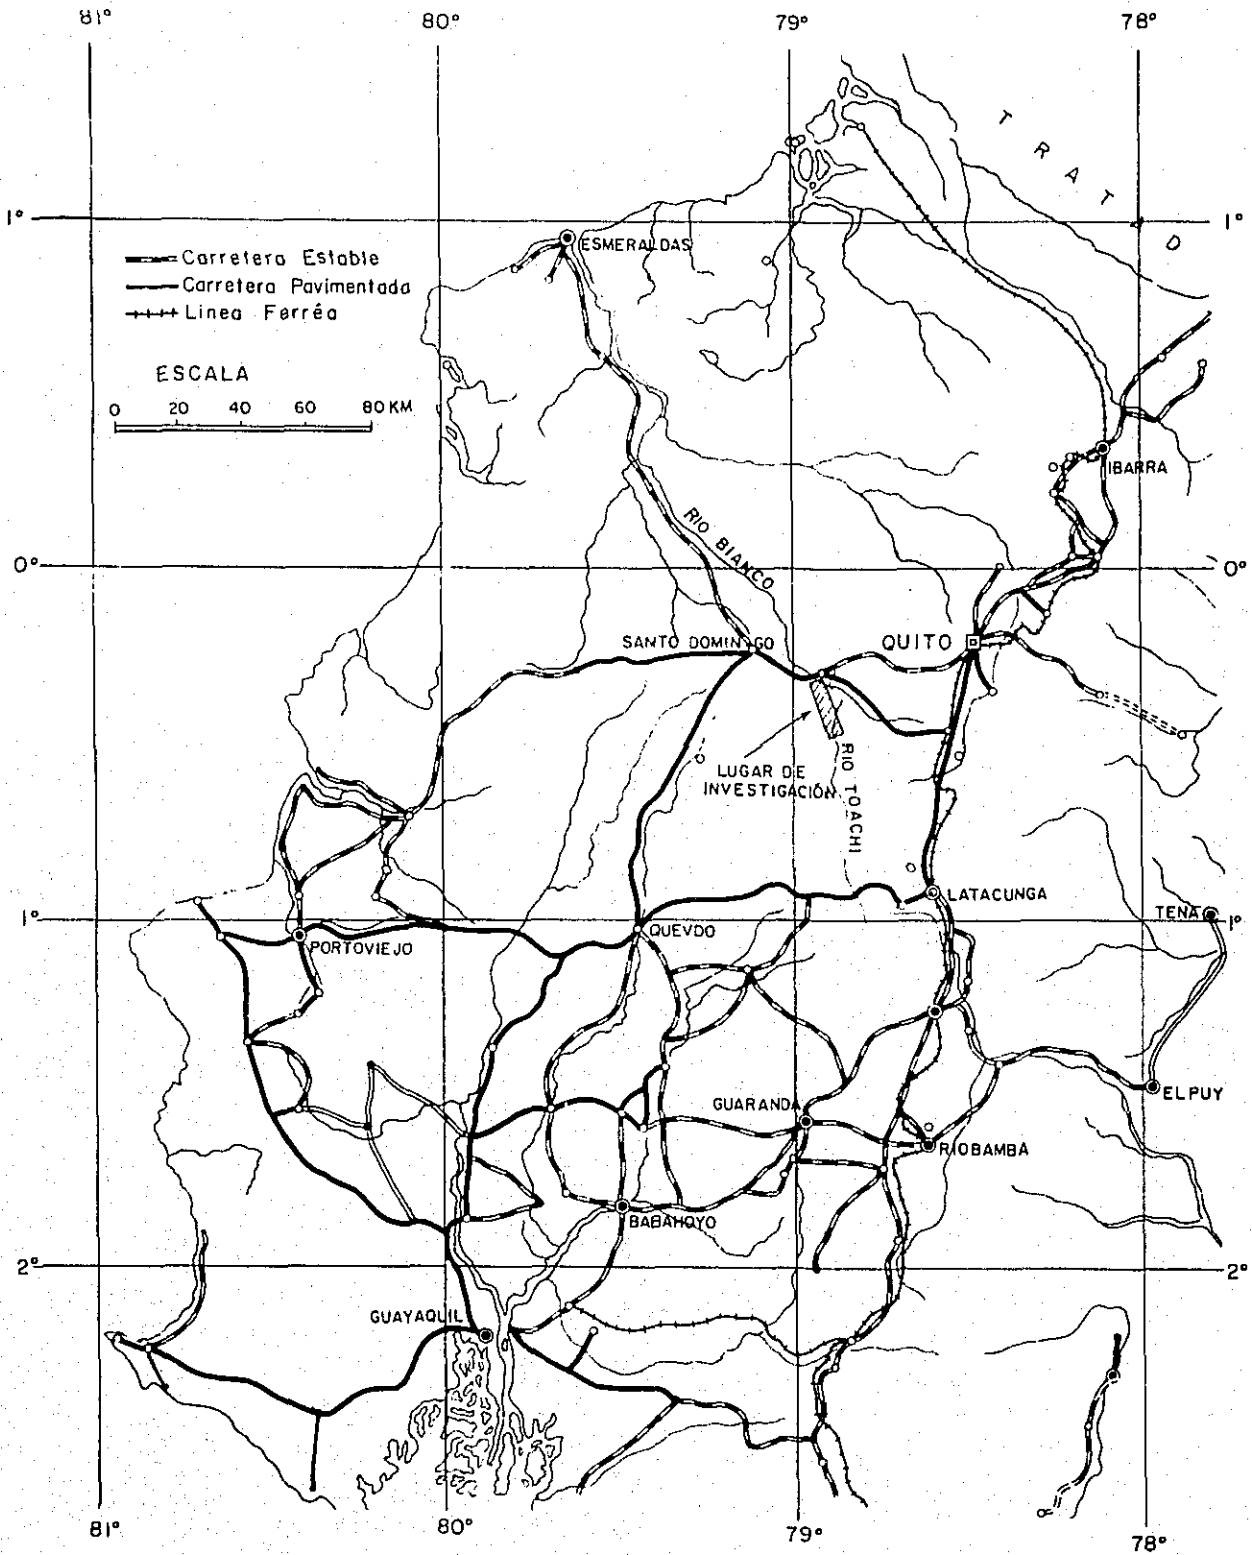 81°
80°
79°
78°
T R A T A D O
1°
1°
ESMERALDAS
Carretera Estable
Carretera Pavimentada
Linea Ferréa
ESCALA
0 20 40 60 80 KM
IBARRA
RIO BIANCO
0°
0°
SANTO DOMINGO
QUITO
LUGAR DE
INVESTIGACIÓN
RIO TOACHI
LATACUNGA
TENA
1°
1°
QUEVDO
PORTOVIEJO
ELPUY
GUARANDA
RIOBAMBA
BABAHOYO
2°
2°
GUAYAQUIL
81°
80°
79°
78°